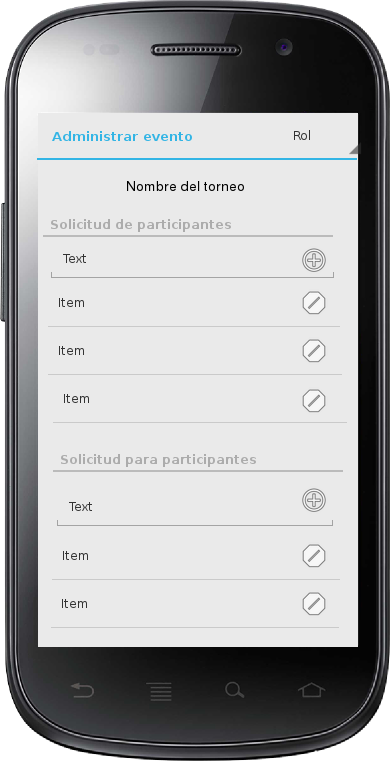 Administrar evento Rol
Nombre del torneo
Solicitud de participantes
Text
Item
Item
Item
Solicitud para participantes
Text
Item
Item